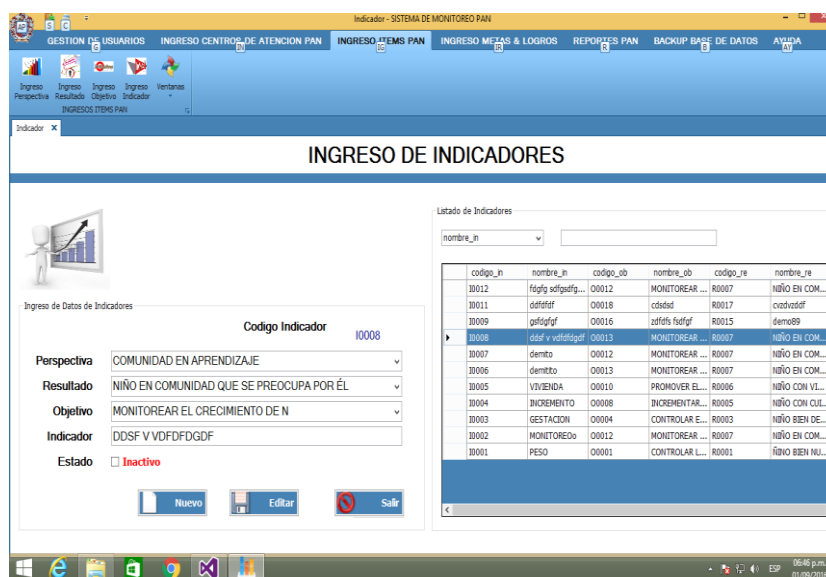 Indicador - SISTEMA DE MONITOREO PAN
AP S C
GESTION DE USUARIOS INGRESO CENTROS DE ATENCION PAN INGRESO ITEMS PAN INGRESO METAS & LOGROS REPORTES PAN BACKUP BASE DE DATOS AYUDA
G IN IG IR R B AY
Ingreso Perspectiva
Ingreso Resultado
Ingreso Objetivo
Ingreso Indicador
Ventanas
INGRESOS ITEMS PAN
Indicador X
INGRESO DE INDICADORES
Listado de Indicadores
nombre_in
codigo_in nombre_in codigo_ob nombre_ob codigo_re nombre_re
I0012 fdgfg sdfgsdfg... O0012 MONITOREAR ... R0007 NIÑO EN COM...
I0011 ddfdfdf O0018 cdsdsd R0017 cvzdvzddf
I0009 gsfdgfgf O0016 zdfdfs fsdfgf R0015 demo89
I0008 ddsf v vdfdfdgdf O0013 MONITOREAR ... R0007 NIÑO EN COM...
I0007 demito O0012 MONITOREAR ... R0007 NIÑO EN COM...
I0006 demitito O0013 MONITOREAR ... R0007 NIÑO EN COM...
I0005 VIVIENDA O0010 PROMOVER EL... R0006 NIÑO CON VI...
I0004 INCREMENTO O0008 INCREMENTAR... R0005 NIÑO CON CUI...
I0003 GESTACION O0004 CONTROLAR E... R0003 NIÑO BIEN DE...
I0002 MONITOREOo O0012 MONITOREAR ... R0007 NIÑO EN COM...
I0001 PESO O0001 CONTROLAR L... R0001 ÑINO BIEN NU...
Ingreso de Datos de Indicadores
Codigo Indicador I0008
Perspectiva COMUNIDAD EN APRENDIZAJE
Resultado NIÑO EN COMUNIDAD QUE SE PREOCUPA POR ÉL
Objetivo MONITOREAR EL CRECIMIENTO DE N
Indicador DDSF V VDFDFDGDF
Estado Inactivo
Nuevo Editar Salir
ESP 06:46 p.m.